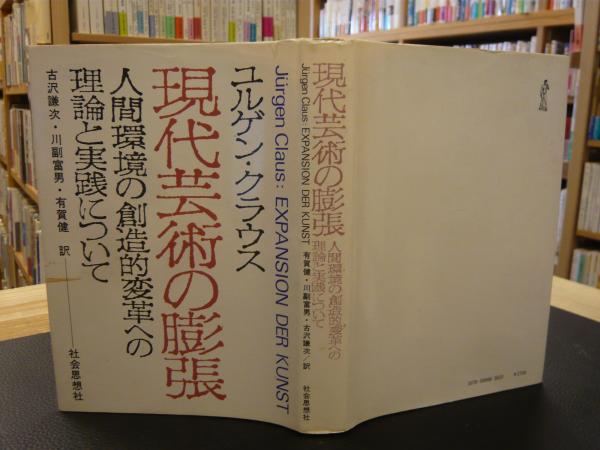 ユルゲン・クラウス
Jürgen Claus: EXPANSION DER KUNST
現代芸術の膨張
人間環境の創造的変革への
理論と実践について
古沢謙次・川副富男・有賀健 訳
社会思想社
現代芸術の膨張
人間環境の創造的変革への
理論と実践について
Jürgen Claus: EXPANSION DER KUNST
有賀健・川副富男・古沢謙次/訳
社会思想社